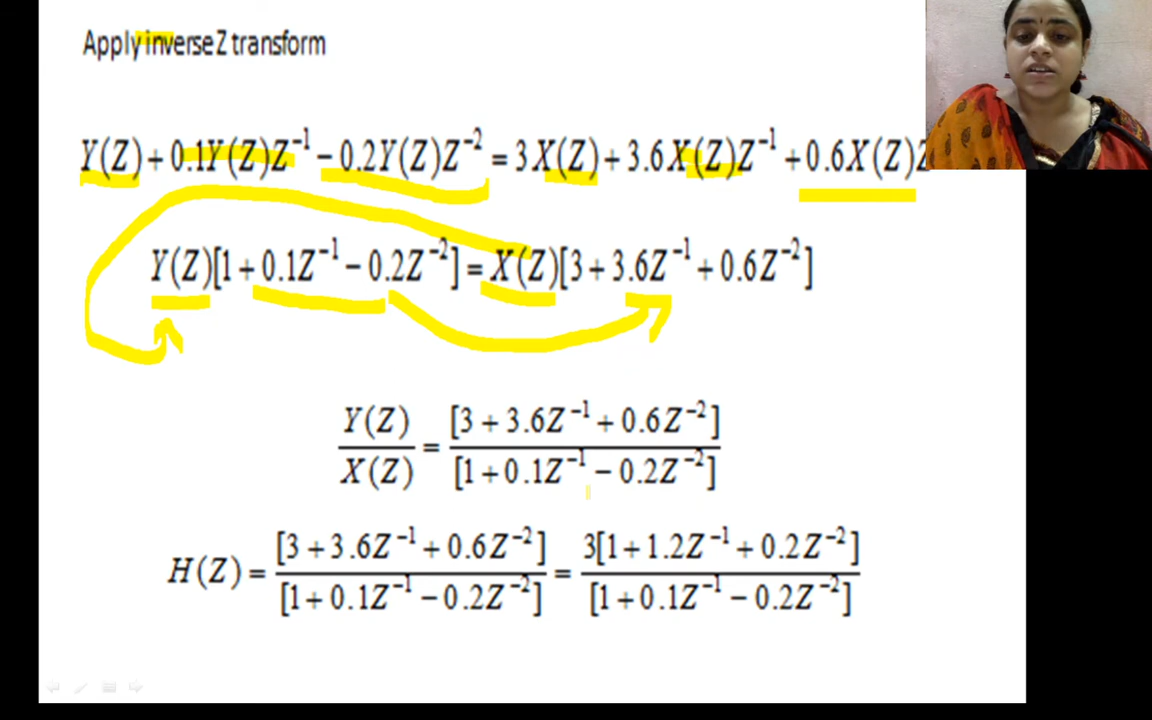 Apply inverse Z transform
Y(Z) + 0.1Y(Z)Z⁻¹ − 0.2Y(Z)Z⁻² = 3X(Z) + 3.6X(Z)Z⁻¹ + 0.6X(Z)
Y(Z)[1 + 0.1Z⁻¹ − 0.2Z⁻²] = X(Z)[3 + 3.6Z⁻¹ + 0.6Z⁻²]
Y(Z)/X(Z) = [3 + 3.6Z⁻¹ + 0.6Z⁻²]/[1 + 0.1Z⁻¹ − 0.2Z⁻²]
H(Z) = [3 + 3.6Z⁻¹ + 0.6Z⁻²]/[1 + 0.1Z⁻¹ − 0.2Z⁻²] = 3[1 + 1.2Z⁻¹ + 0.2Z⁻²]/[1 + 0.1Z⁻¹ − 0.2Z⁻²]